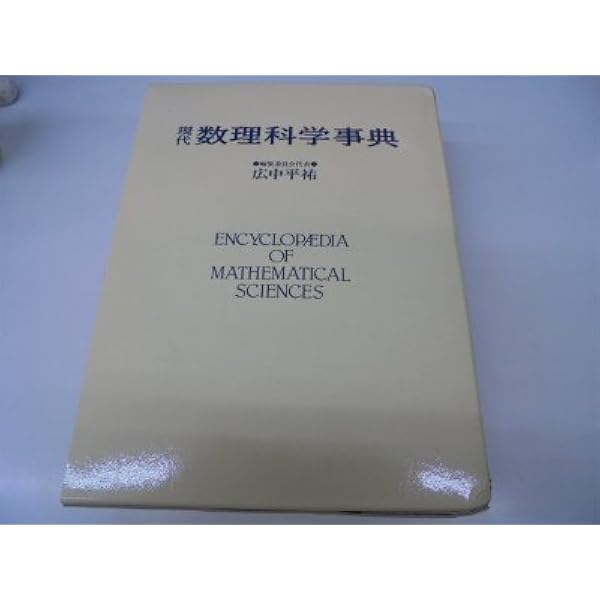 現代 数理科学事典
●編集委員会代表●
広中平祐
ENCYCLOPÆDIA
OF
MATHEMATICAL
SCIENCES